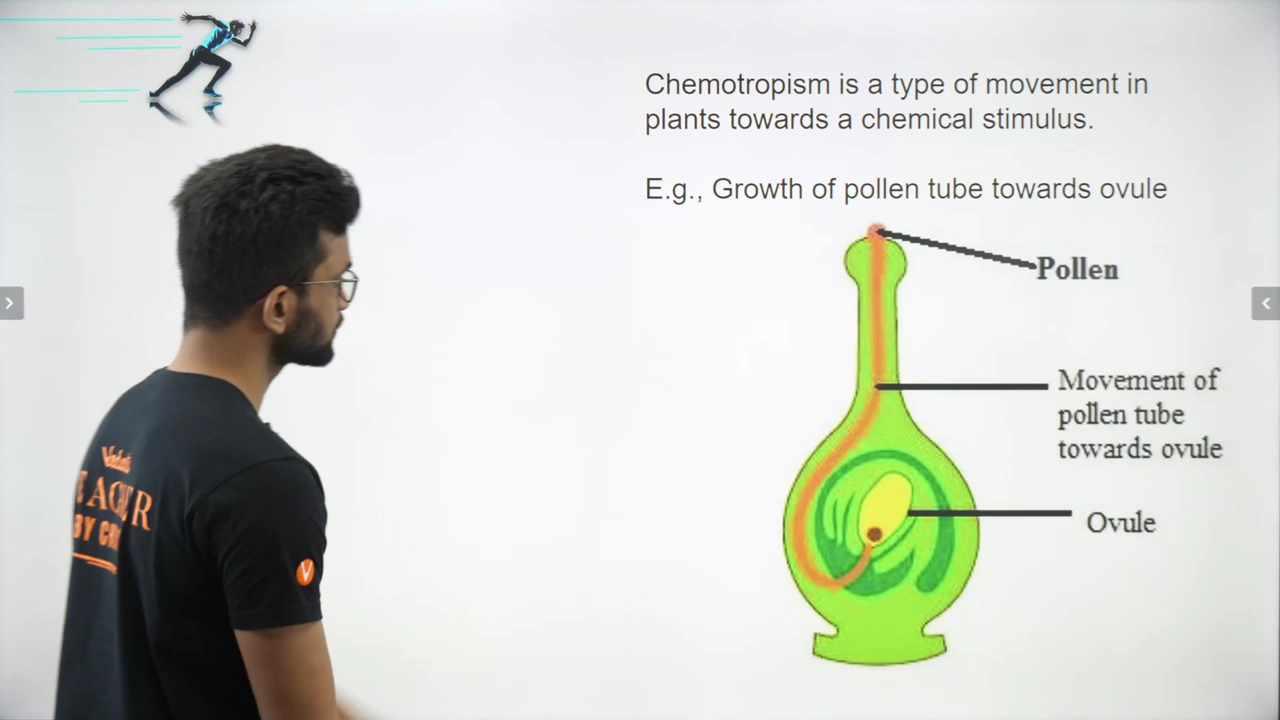 Chemotropism is a type of movement in
plants towards a chemical stimulus.
E.g., Growth of pollen tube towards ovule
Pollen
Movement of
pollen tube
towards ovule
Ovule
BY
V